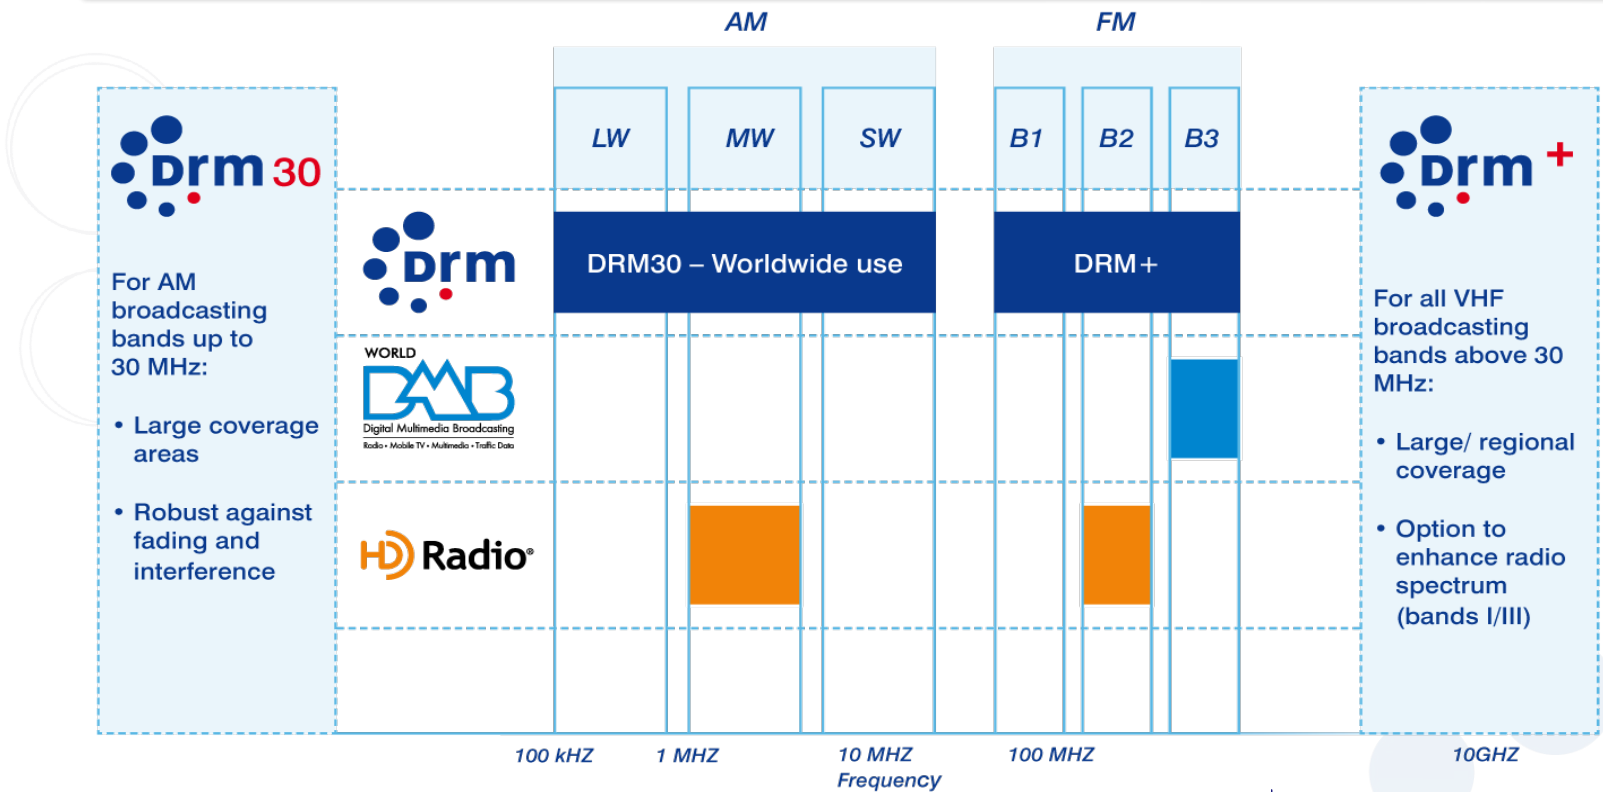 AM
FM
LW
MW
SW
B1
B2
B3
Drm 30
For AM
broadcasting
bands up to
30 MHz:
• Large coverage
areas
• Robust against
fading and
interference
Drm
DRM30 – Worldwide use
DRM+
WORLD
DMB
Digital Multimedia Broadcasting
Radio • Mobile TV • Multimedia • Traffic Data
HD Radio®
Drm +
For all VHF
broadcasting
bands above 30
MHz:
• Large/ regional
coverage
• Option to
enhance radio
spectrum
(bands I/III)
100 kHZ
1 MHZ
10 MHZ
100 MHZ
10GHZ
Frequency